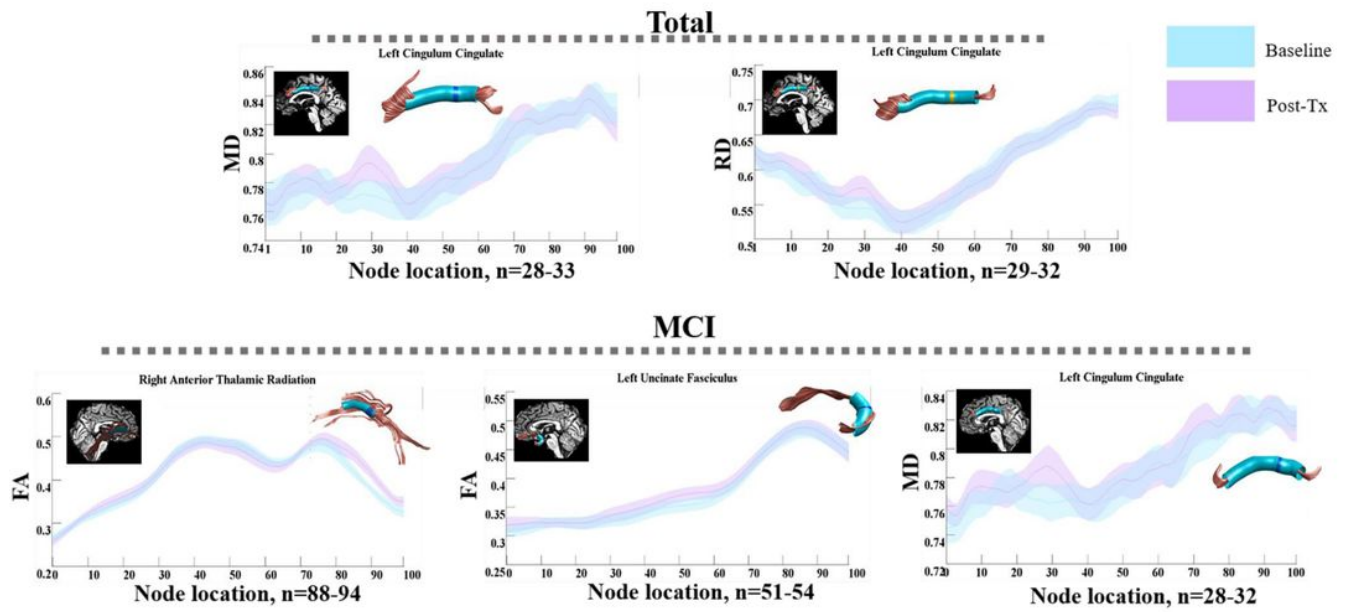 Total
Left Cingulum Cingulate
Left Cingulum Cingulate
Baseline
Post-Tx
MD
0.86
0.84
0.82
0.8
0.78
0.76
0.74
1 10 20 30 40 50 60 70 80 90 100
Node location, n=28-33
RD
0.75
0.7
0.65
0.6
0.55
0.5
0 10 20 30 40 50 60 70 80 90 100
Node location, n=29-32
MCI
Right Anterior Thalamic Radiation
Left Uncinate Fasciculus
Left Cingulum Cingulate
FA
0.6
0.5
0.4
0.3
0.2
0 10 20 30 40 50 60 70 80 90 100
Node location, n=88-94
FA
0.55
0.5
0.45
0.4
0.35
0.3
0.25
0 10 20 30 40 50 60 70 80 90 100
Node location, n=51-54
MD
0.84
0.82
0.8
0.78
0.76
0.74
0.72
0 10 20 30 40 50 60 70 80 90 100
Node location, n=28-32